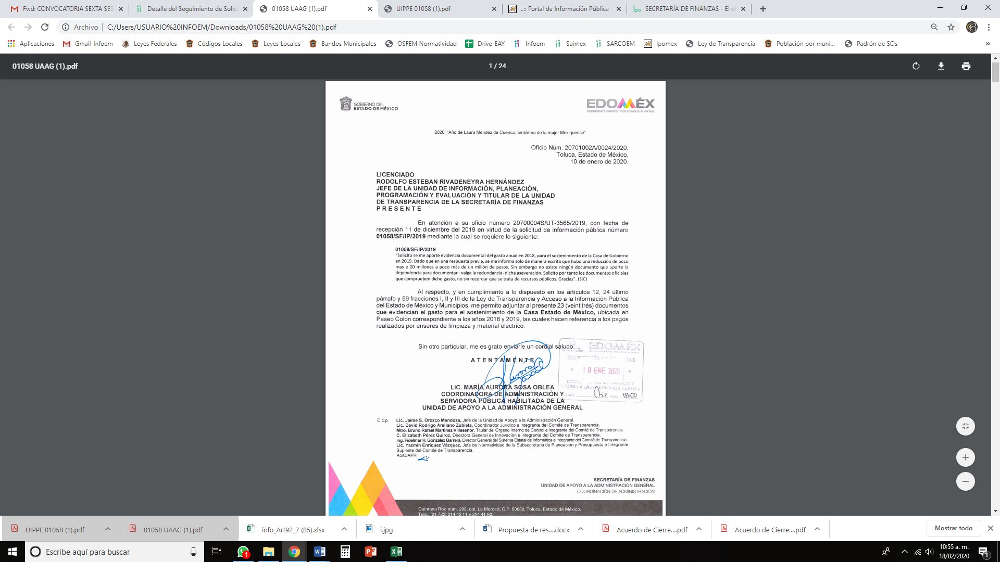 Fwd: CONVOCATORIA SEXTA SES
Detalle del Seguimiento de Solici
01058 UAAG (1).pdf
UIPPE 01058 (1).pdf
..:: Portal de Información Pública
SECRETARÍA DE FINANZAS - El d
Archivo
C:/Users/USUARIO%20INFOEM/Downloads/01058%20UAAG%20(1).pdf
Aplicaciones
Gmail-Infoem
Leyes Federales
Códigos Locales
Leyes Locales
Bandos Municipales
OSFEM Normatividad
Drive-EAY
Infoem
Saimex
SARCOEM
Ipomex
Ley de Transparencia
Población por muni...
Padrón de SOs
»
01058 UAAG (1).pdf
1 / 24
GOBIERNO DEL
ESTADO DE MÉXICO
EDOMÉX
DECISIONES FIRMES, RESULTADOS FUERTES.
2020. "Año de Laura Méndez de Cuenca; emblema de la mujer Mexiquense".
Oficio Núm. 20701002A/0024/2020.
Toluca, Estado de México,
10 de enero de 2020.
LICENCIADO
RODOLFO ESTEBAN RIVADENEYRA HERNÁNDEZ
JEFE DE LA UNIDAD DE INFORMACIÓN, PLANEACIÓN,
PROGRAMACIÓN Y EVALUACIÓN Y TITULAR DE LA UNIDAD
DE TRANSPARENCIA DE LA SECRETARÍA DE FINANZAS
P R E S E N T E
En atención a su oficio número 20700004S/UT-3565/2019, con fecha de
recepción 11 de diciembre del 2019 en virtud de la solicitud de información pública número
01058/SF/IP/2019 mediante la cual se requiere lo siguiente:
01058/SF/IP/2019
"Solicito se me aporte evidencia documental del gasto anual en 2018, para el sostenimiento de la Casa de Gobierno
en 2019. Dado que en una respuesta previa, se me informa solo de manera escrita que hubo una reducción de poco
mas e 20 millones a poco más de un millón de pesos. Sin embargo no existe ningún documento que aporte la
dependencia para documentar –valga la redundancia- dicha aseveración. Solicito por tanto los documentos oficiales
que comprueben dicho gasto, no sin recordar que se trata de recursos públicos. Gracias". (SIC)
Al respecto, y en cumplimiento a lo dispuesto en los artículos 12, 24 último
párrafo y 59 fracciones I, II y III de la Ley de Transparencia y Acceso a la Información Pública
del Estado de México y Municipios, me permito adjuntar al presente 23 (veintitrés) documentos
que evidencian el gasto para el sostenimiento de la Casa Estado de México, ubicada en
Paseo Colón correspondiente a los años 2018 y 2019, las cuales hacen referencia a los pagos
realizados por enseres de limpieza y material eléctrico.
Sin otro particular, me es grato enviarle un cordial saludo.
A T E N T A M E N T E
EDOMÉX
SECRETARÍA DE FINANZAS
10 ENE 2020
ACCESO A LA INFORMACIÓN PÚBLICA
HORA 18:00
LIC. MARÍA AURORA SOSA OBLEA
COORDINADORA DE ADMINISTRACIÓN Y
SERVIDORA PÚBLICA HABILITADA DE LA
UNIDAD DE APOYO A LA ADMINISTRACIÓN GENERAL
C.c.p. Lic. Jaime S. Orozco Mendoza, Jefe de la Unidad de Apoyo a la Administración General.
Lic. David Rodrigo Arellano Zubieta, Coordinador Jurídico e integrante del Comité de Transparencia.
Mtro. Bruno Rafael Martínez Villaseñor, Titular del Órgano Interno de Control e integrante del Comité de Transparencia.
C. Elizabeth Pérez Quiroz, Directora General de Innovación e integrante del Comité de Transparencia.
Ing. Fidelmar H. González Barrera, Director General del Sistema Estatal de Informática e Integrante del Comité de Transparencia.
Lic. Yazmín Enríquez Vázquez, Jefa de Normatividad de la Subsecretaría de Planeación y Presupuesto e Integrante
Suplente del Comité de Transparencia.
ASO/APR
SECRETARÍA DE FINANZAS
UNIDAD DE APOYO A LA ADMINISTRACIÓN GENERAL
COORDINACIÓN DE ADMINISTRACIÓN
Quintana Roo núm. 208, col. La Merced, C.P. 50080, Toluca, Estado de México.
Tels.: (01 722) 214 42 11 y 214 41 80.
UIPPE 01058 (1).pdf
01058 UAAG (1).pdf
info_Art92_7 (85).xlsx
i.jpg
Propuesta de res....docx
Acuerdo de Cierre....pdf
Acuerdo de Cierre....pdf
Mostrar todo
Escribe aquí para buscar
1
10:55 a. m.
18/02/2020
1